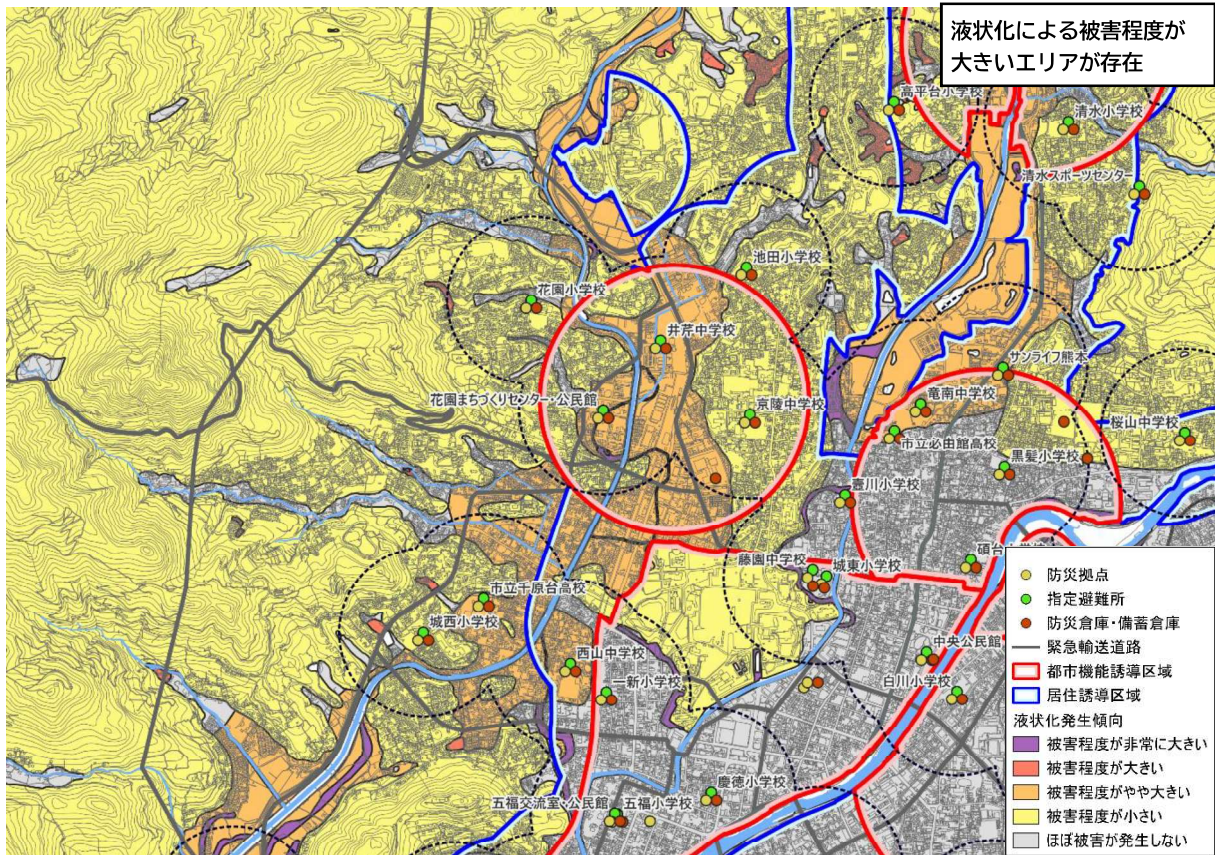 液状化による被害程度が
大きいエリアが存在
高平台小学校
清水小学校
清水スポーツセンター
池田小学校
花園小学校
井芹中学校
サンライフ熊本
花園まちづくりセンター・公民館
京陵中学校
竜南中学校
桜山中学校
市立必由館高校
黒髪小学校
壺川小学校
藤園中学校
城東小学校
碩台
市立千原台高校
城西小学校
西山中学校
一新小学校
中央公民館
白川小学校
慶徳小学校
五福交流室・公民館
五福小学校
防災拠点
指定避難所
防災倉庫・備蓄倉庫
緊急輸送道路
都市機能誘導区域
居住誘導区域
液状化発生傾向
被害程度が非常に大きい
被害程度が大きい
被害程度がやや大きい
被害程度が小さい
ほぼ被害が発生しない